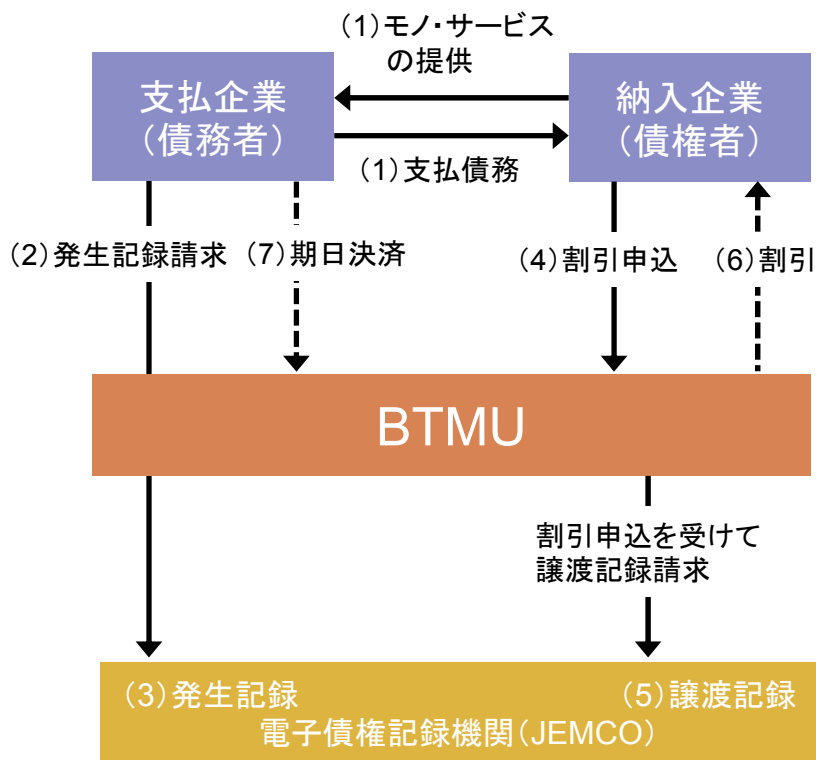 (1)モノ・サービス
の提供
支払企業
(債務者)
納入企業
(債権者)
(1)支払債務
(2)発生記録請求
(7)期日決済
(4)割引申込
(6)割引
BTMU
割引申込を受けて
譲渡記録請求
(3)発生記録
(5)譲渡記録
電子債権記録機関(JEMCO)